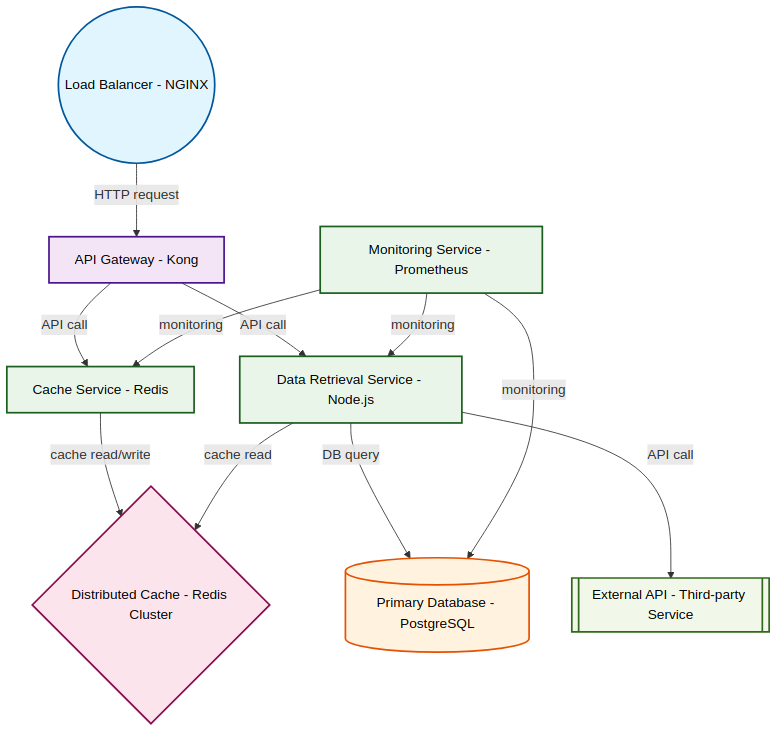 Load Balancer - NGINX
HTTP request
API Gateway - Kong
Monitoring Service -
Prometheus
API call
monitoring
API call
monitoring
Cache Service - Redis
Data Retrieval Service -
Node.js
monitoring
cache read/write
cache read
DB query
API call
Distributed Cache - Redis
Cluster
Primary Database -
PostgreSQL
External API - Third-party
Service